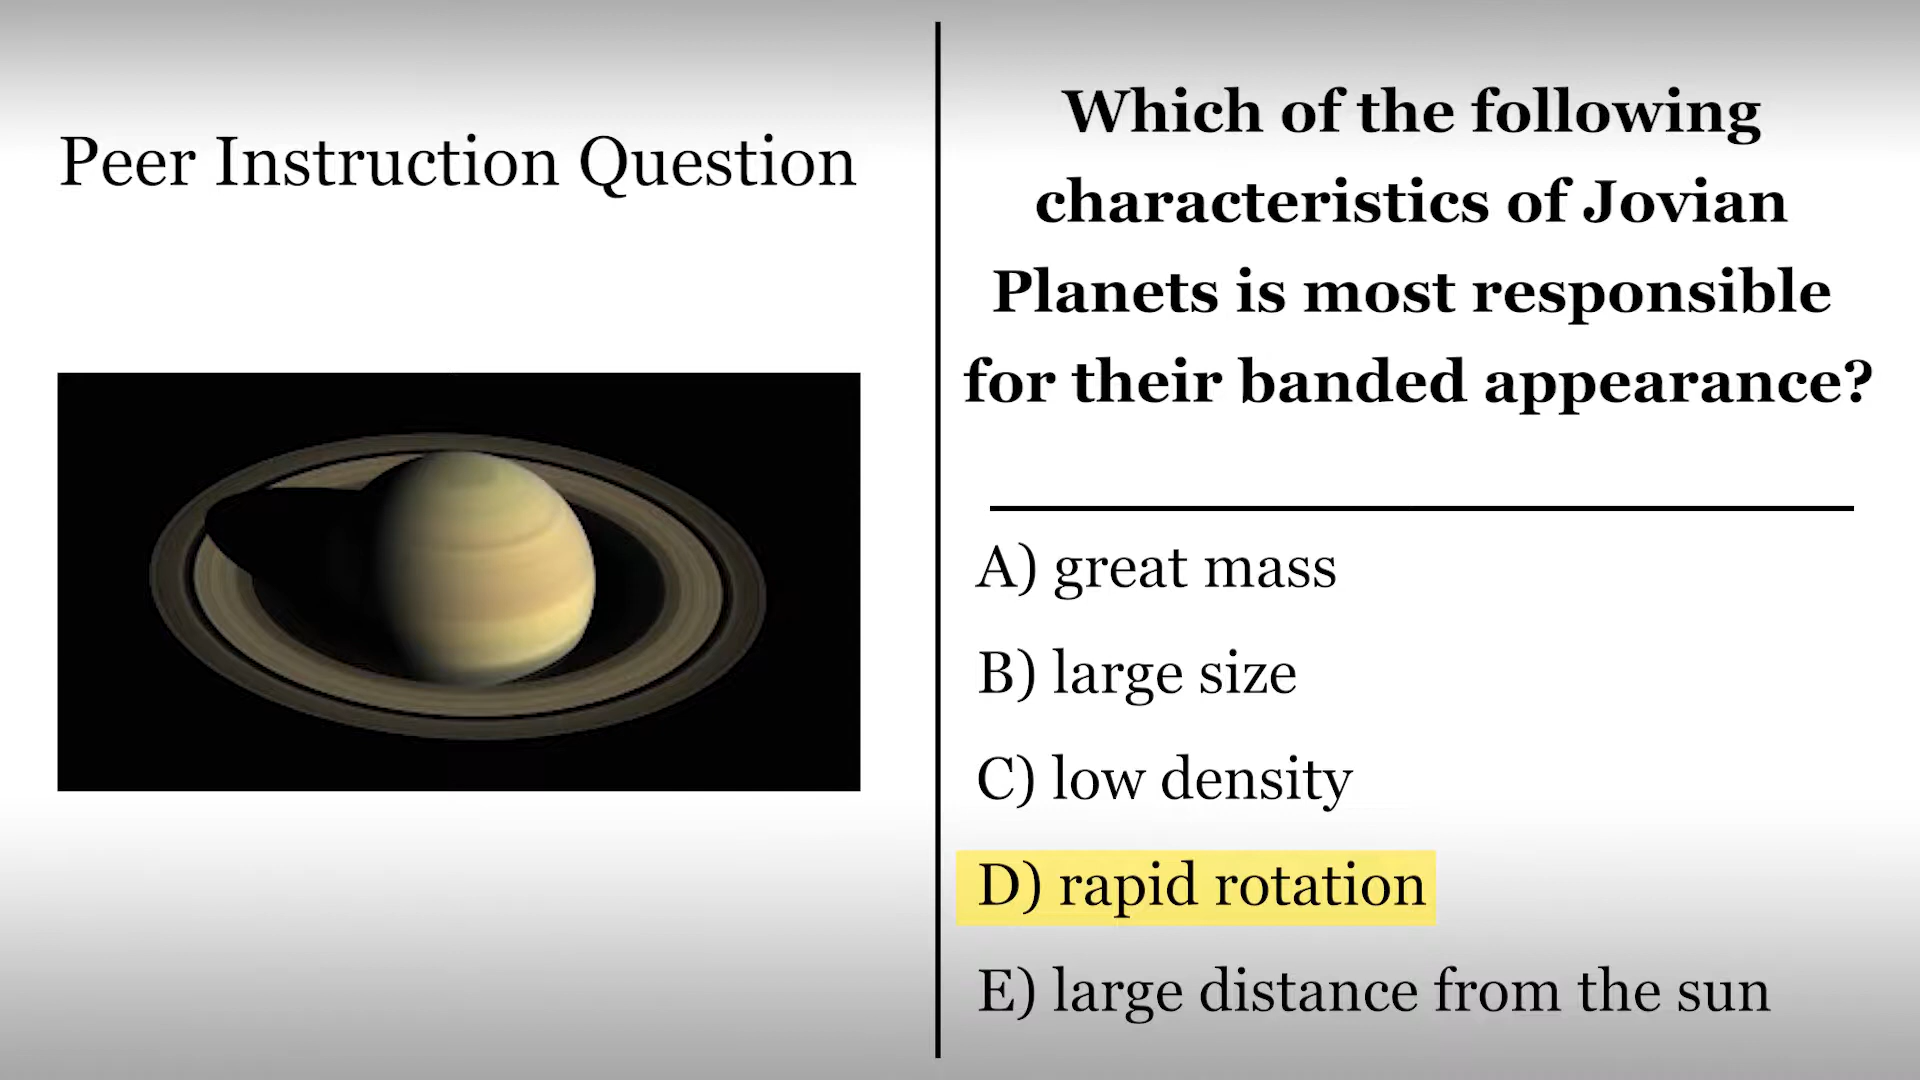 Peer Instruction Question
Which of the following
characteristics of Jovian
Planets is most responsible
for their banded appearance?
A) great mass
B) large size
C) low density
D) rapid rotation
E) large distance from the sun